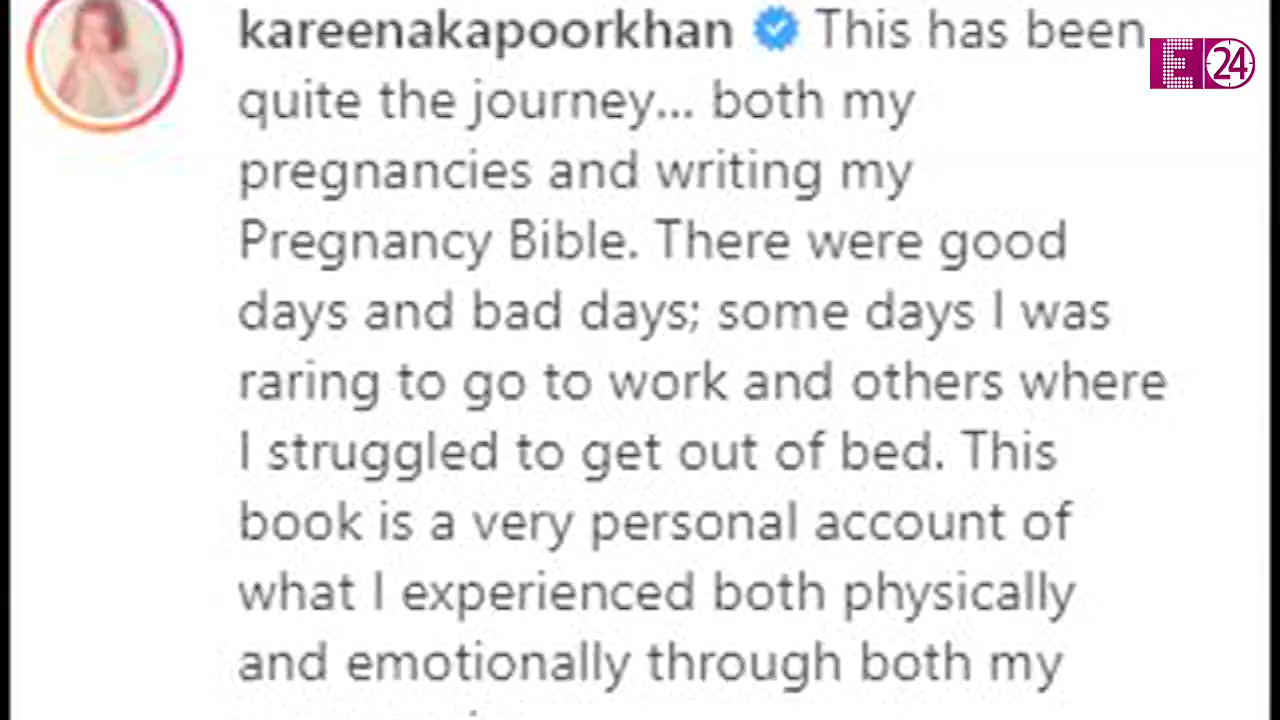 kareenakapoorkhan This has been
quite the journey... both my
pregnancies and writing my
Pregnancy Bible. There were good
days and bad days; some days I was
raring to go to work and others where
I struggled to get out of bed. This
book is a very personal account of
what I experienced both physically
and emotionally through both my
E 24